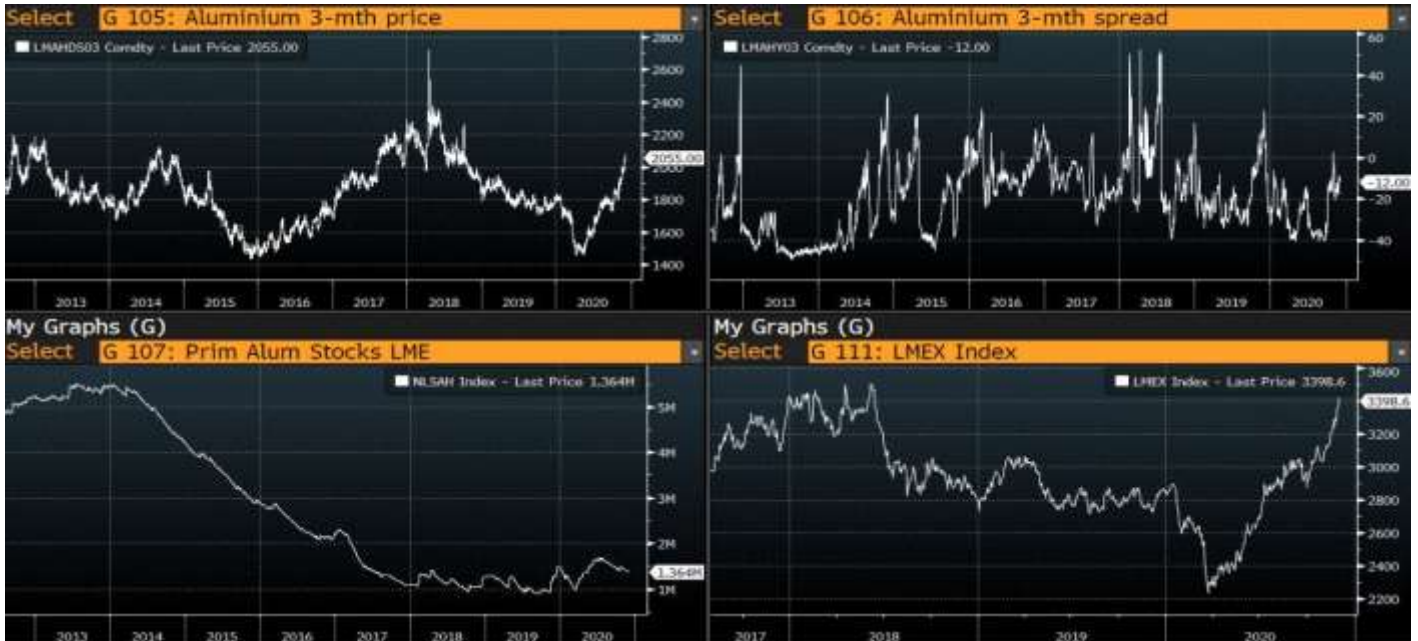 Select G 105: Aluminium 3-mth price
LMAHDS03 Comdty - Last Price 2055.00
2800
2600
2400
2200
2055.00
2000
1800
1600
1400
2013 2014 2015 2016 2017 2018 2019 2020
Select G 106: Aluminium 3-mth spread
LMAHY03 Comdty - Last Price -12.00
60
40
20
0
-12.00
-20
-40
2013 2014 2015 2016 2017 2018 2019 2020
My Graphs (G)
Select G 107: Prim Alum Stocks LME
NLSAH Index - Last Price 1.364M
5M
4M
3M
2M
1.364M
1M
2013 2014 2015 2016 2017 2018 2019 2020
My Graphs (G)
Select G 111: LMEX Index
LMEX Index - Last Price 3398.6
3600
3398.6
3200
3000
2800
2600
2400
2200
2017 2018 2019 2020